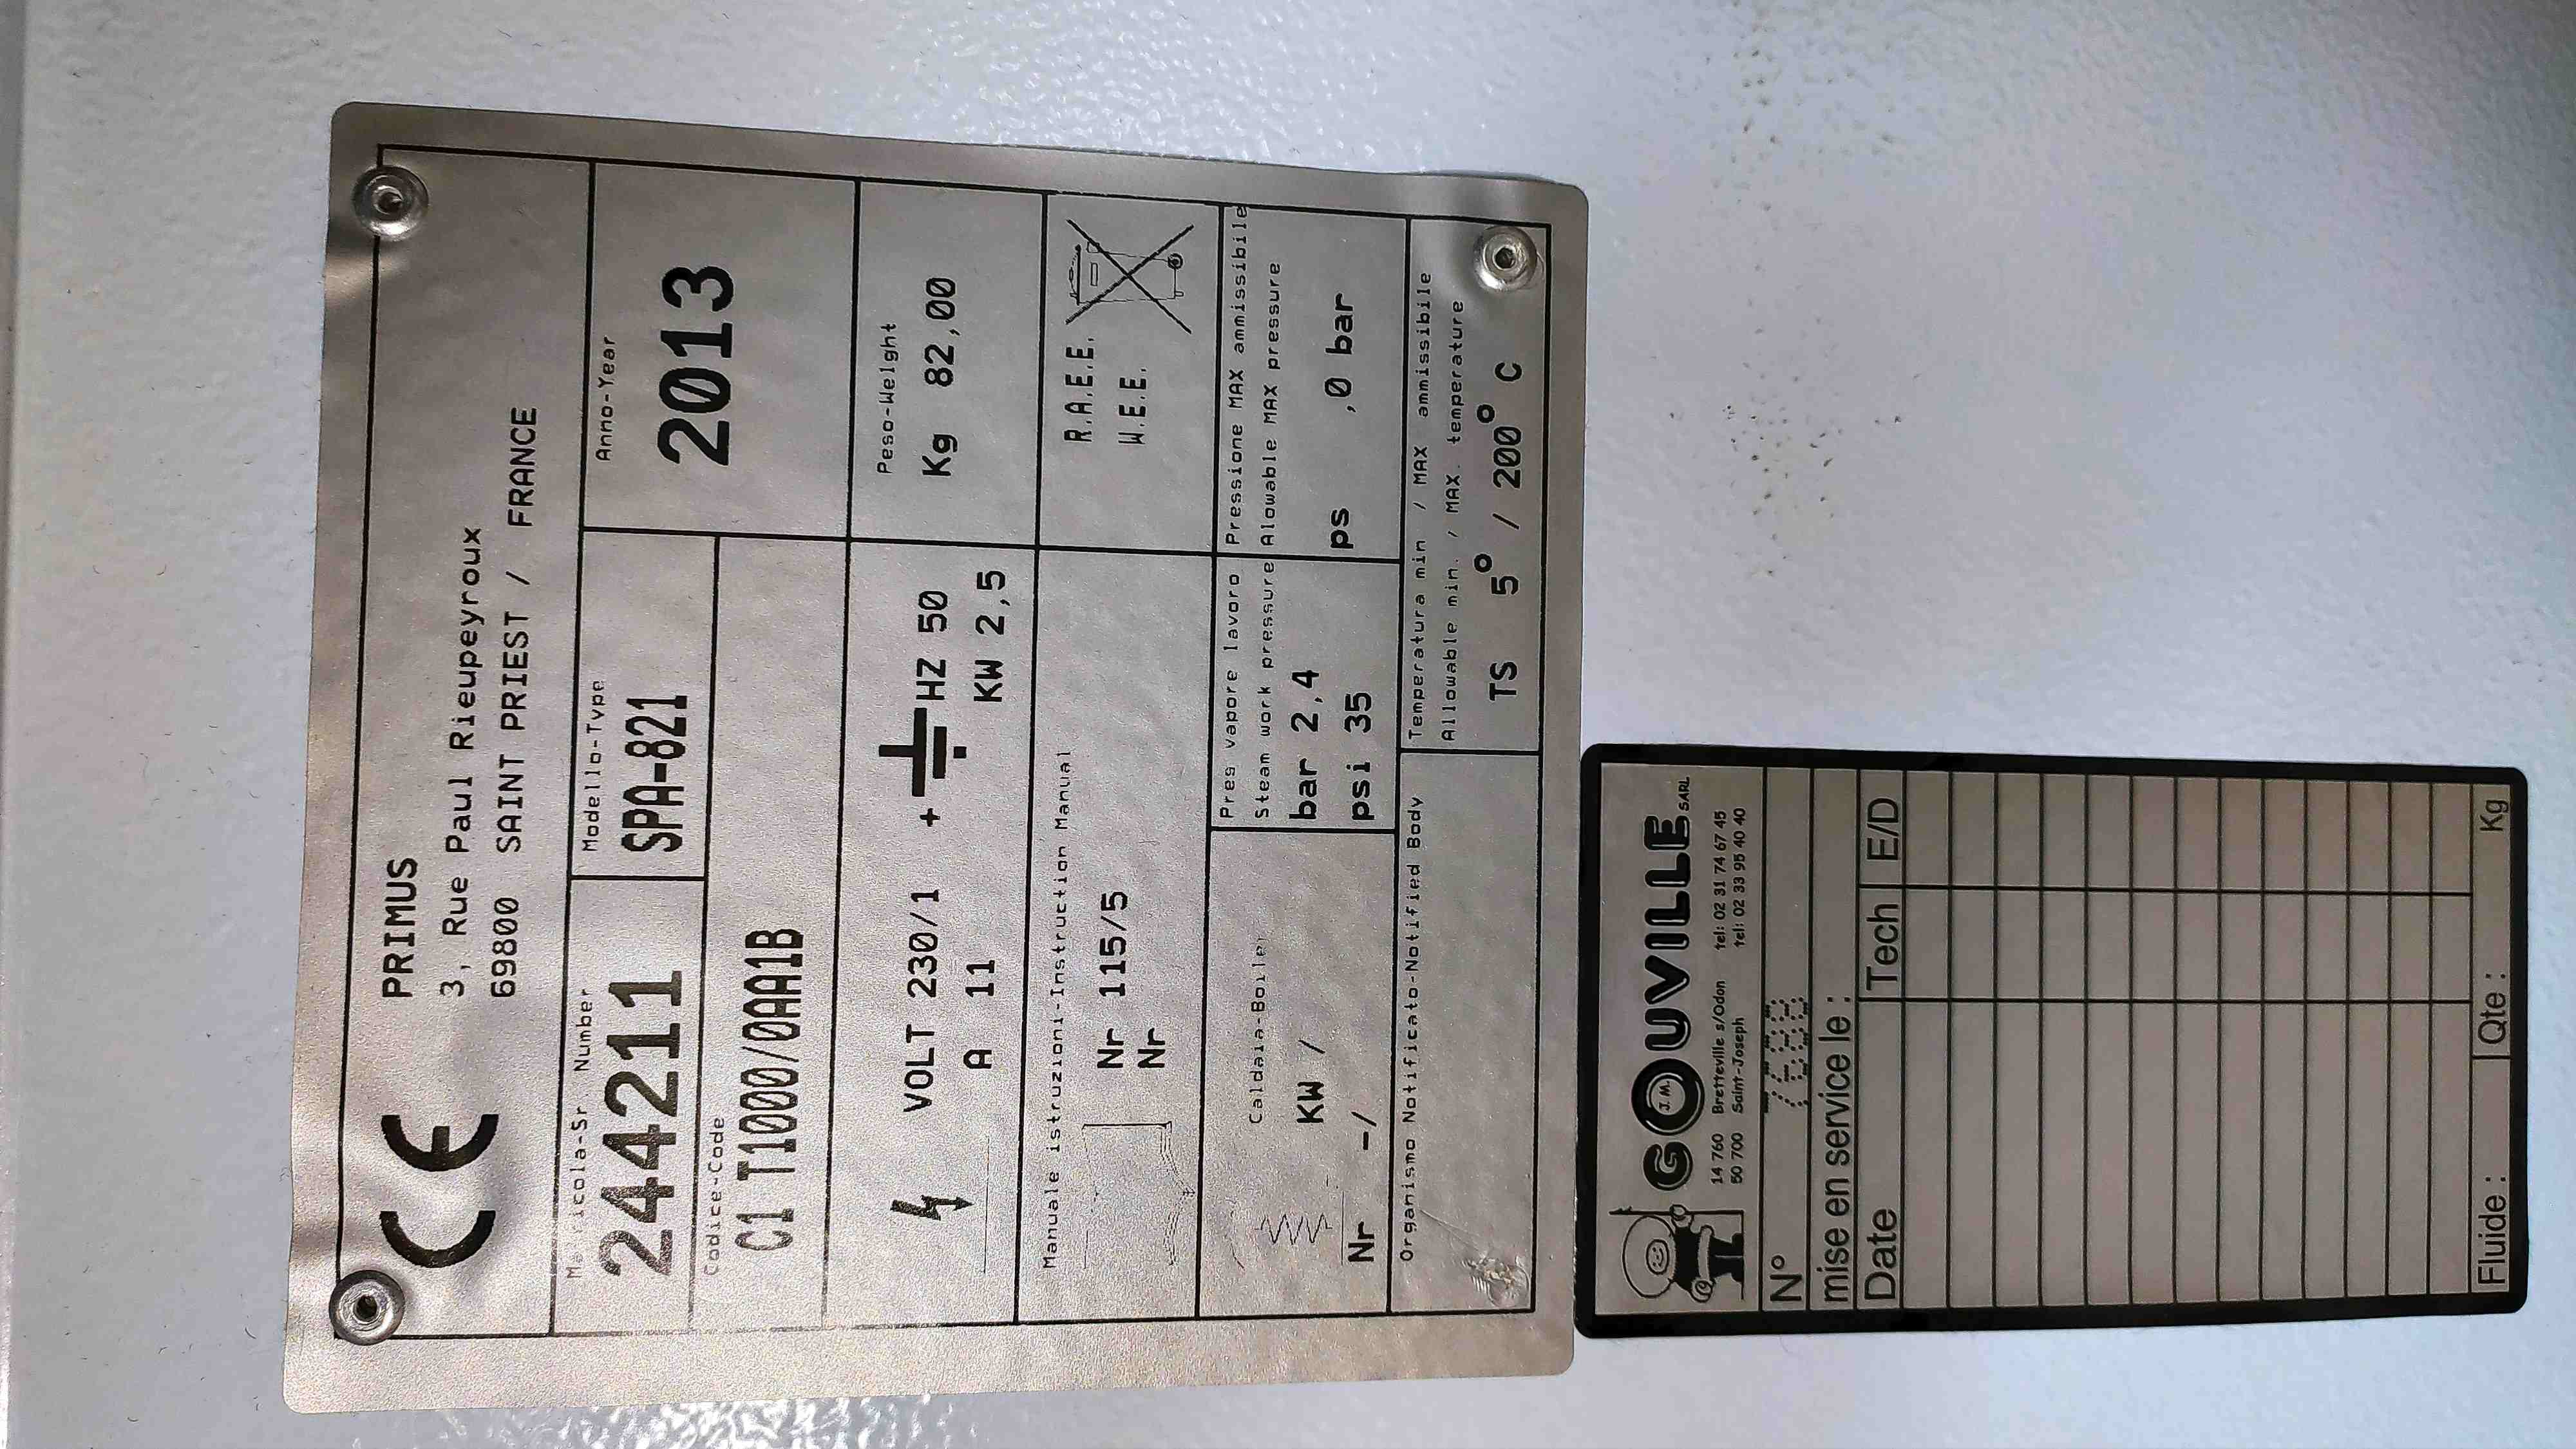 CE
PRIMUS
3, Rue Paul Rieupeyroux
69800 SAINT PRIEST / FRANCE
Matricola-Sr. Number
244211
Modello-Type
SPA-821
Anno-Year
2013
Codice-Code
C1 T1000/0AA1B
VOLT 230/1 + HZ 50
A 11 KW 2,5
Peso-Weight
Kg 82,00
Manuale istruzioni-Instruction Manual
Nr 115/5
Nr
R.A.E.E.
W.E.E.
Caldaia-Boiler
KW /
Nr -/
Pres vapore lavoro
Steam work pressure
bar 2,4
psi 35
Pressione MAX ammissibile
Alowable MAX pressure
ps ,0 bar
Organismo Notificato-Notified Body
Temperatura min / MAX ammissibile
Allowable min. / MAX. temperature
TS 5° / 200° C
J.M. GOUVILLE SARL
14 760 Bretteville s/Odon tel: 02 31 74 67 45
50 700 Saint-Joseph tel: 02 33 95 40 40
N°
mise en service le :
Date Tech E/D
Fluide : Qte : Kg